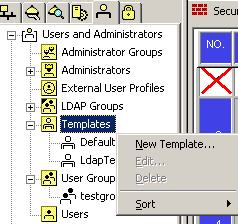 Secur
Users and Administrators
NO.
Administrator Groups
Administrators
External User Profiles
LDAP Groups
Templates
Default
New Template...
LdapTe
Edit...
User Group
Delete
testgro
Users
Sort
4